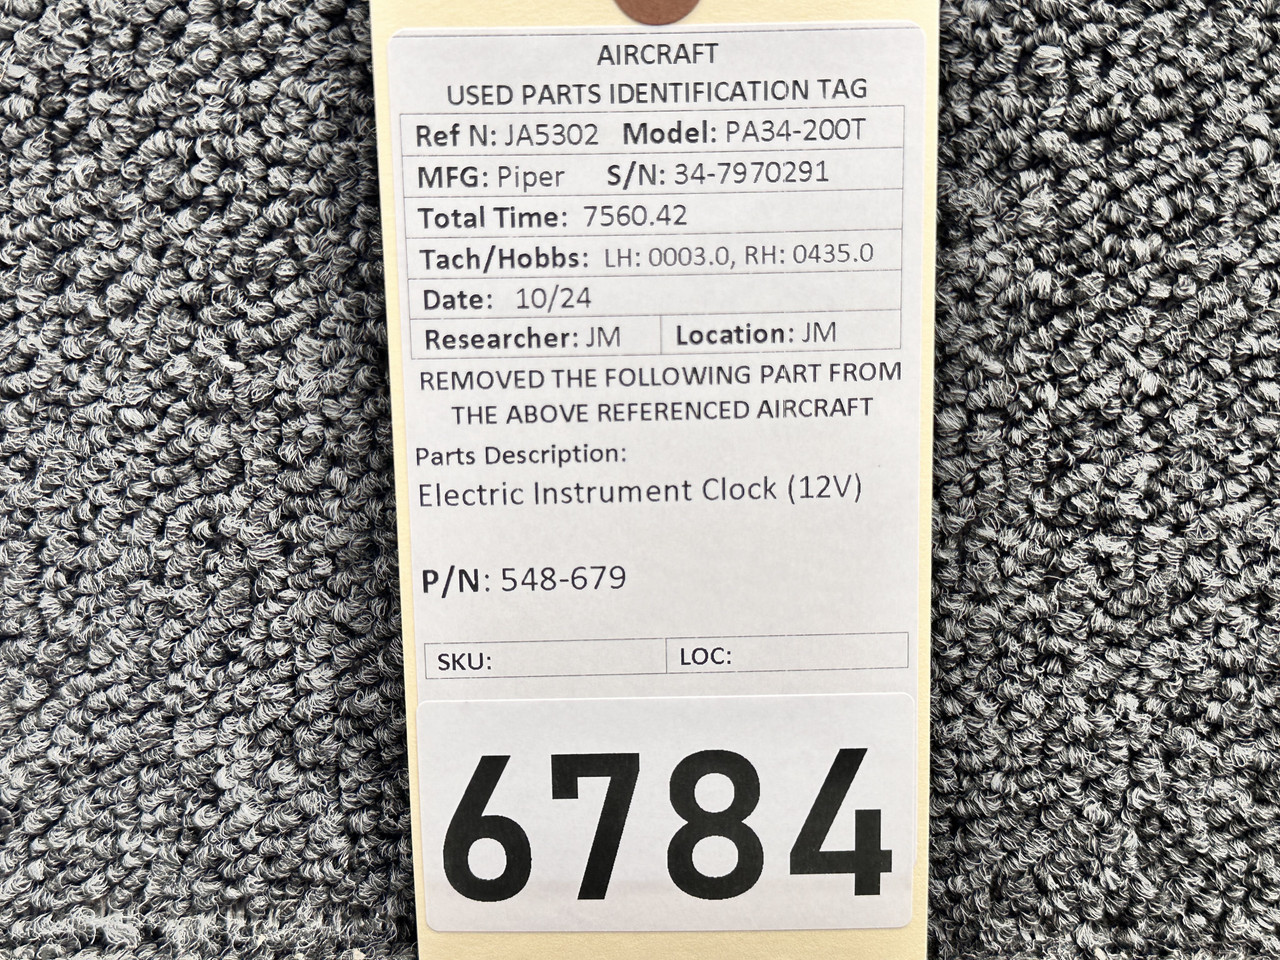 AIRCRAFT
USED PARTS IDENTIFICATION TAG
Ref N: JA5302 Model: PA34-200T
MFG: Piper S/N: 34-7970291
Total Time: 7560.42
Tach/Hobbs: LH: 0003.0, RH: 0435.0
Date: 10/24
Researcher: JM Location: JM
REMOVED THE FOLLOWING PART FROM
THE ABOVE REFERENCED AIRCRAFT
Parts Description:
Electric Instrument Clock (12V)
P/N: 548-679
SKU: LOC:
6784